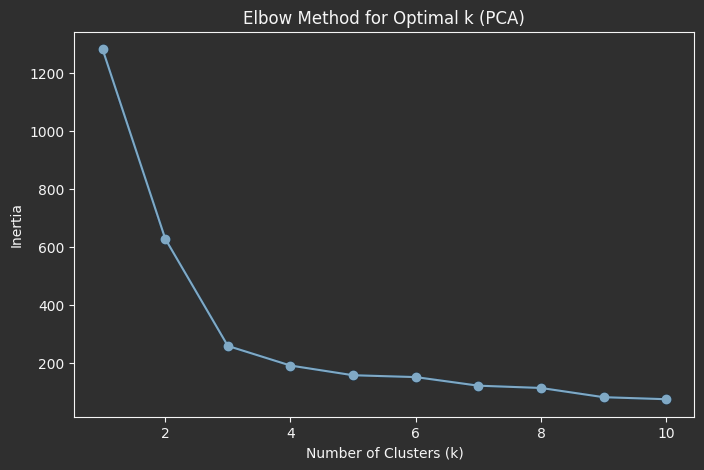 Elbow Method for Optimal k (PCA)
1200
1000
800
600
400
200
Inertia
2 4 6 8 10
Number of Clusters (k)